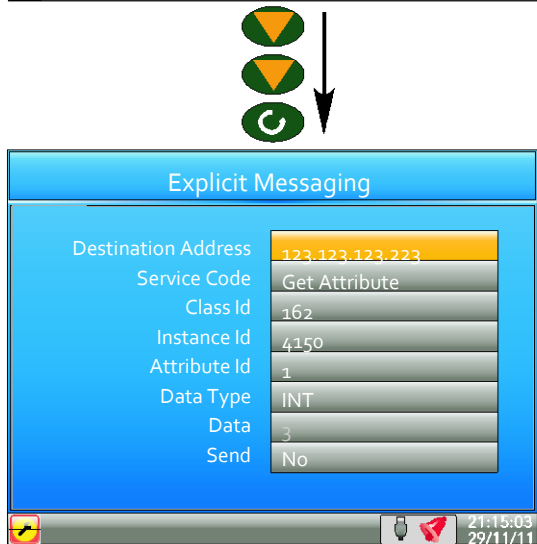 Explicit Messaging
Destination Address 123.123.123.223
Service Code Get Attribute
Class Id 162
Instance Id 4150
Attribute Id 1
Data Type INT
Data 3
Send No
21:15:03
29/11/11